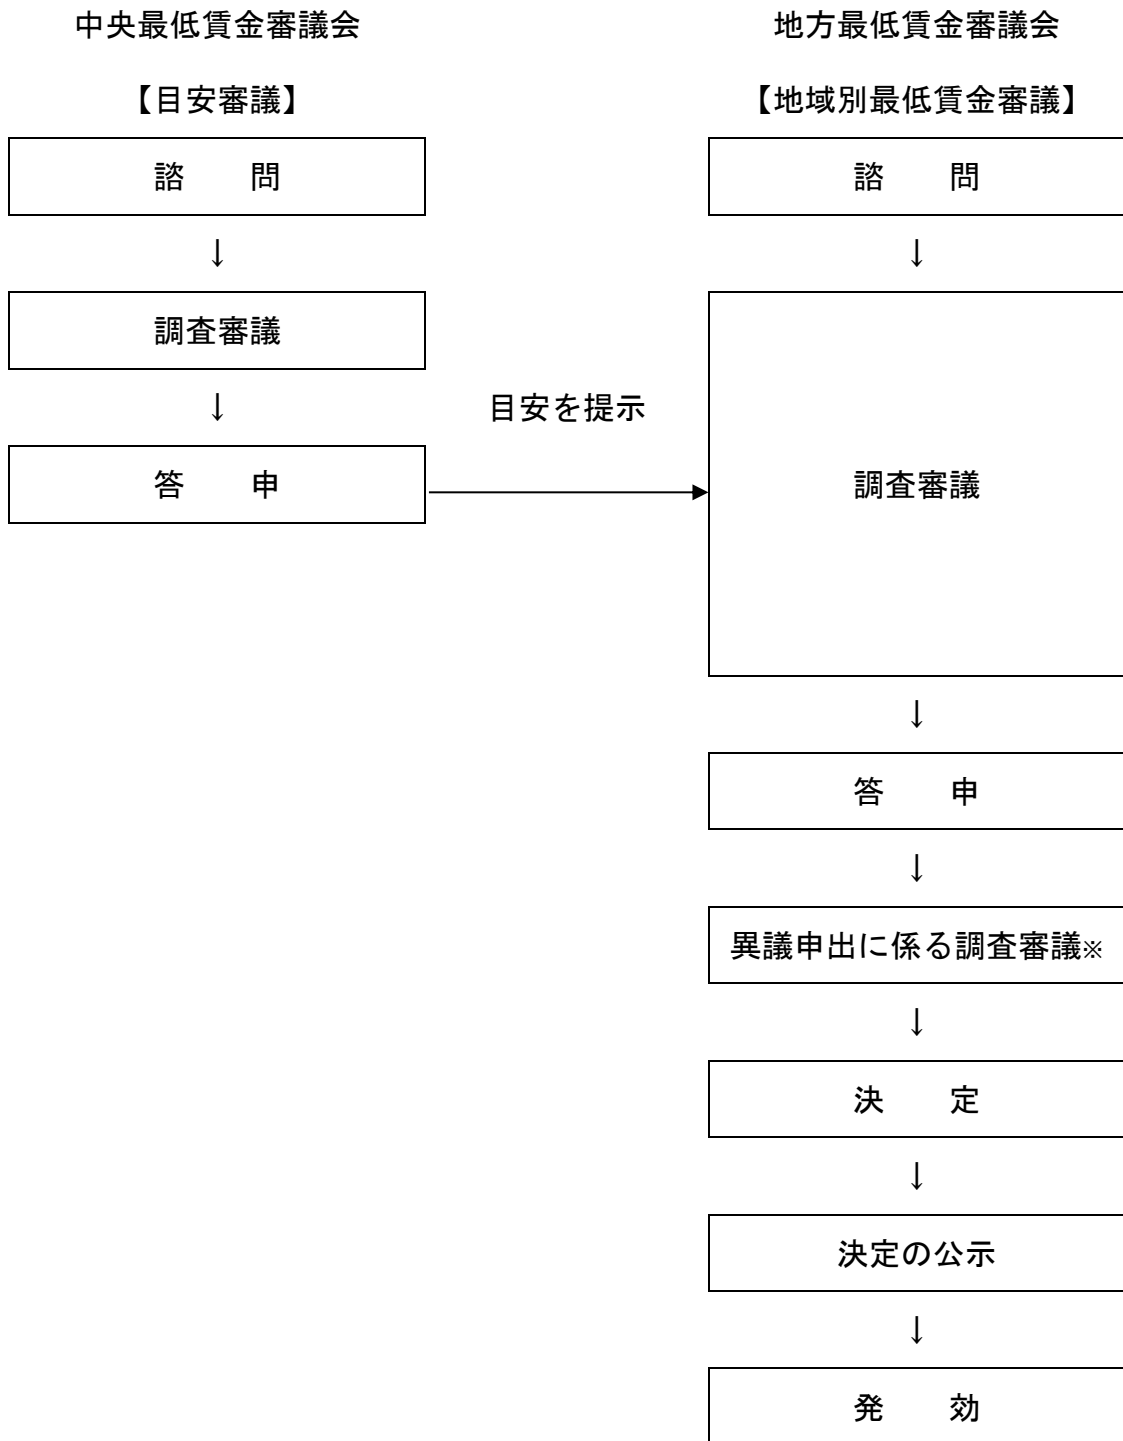 中央最低賃金審議会
【目安審議】
諮　　問
↓
調査審議
↓
答　　申
目安を提示
地方最低賃金審議会
【地域別最低賃金審議】
諮　　問
↓
調査審議
↓
答　　申
↓
異議申出に係る調査審議※
↓
決　　定
↓
決定の公示
↓
発　　効